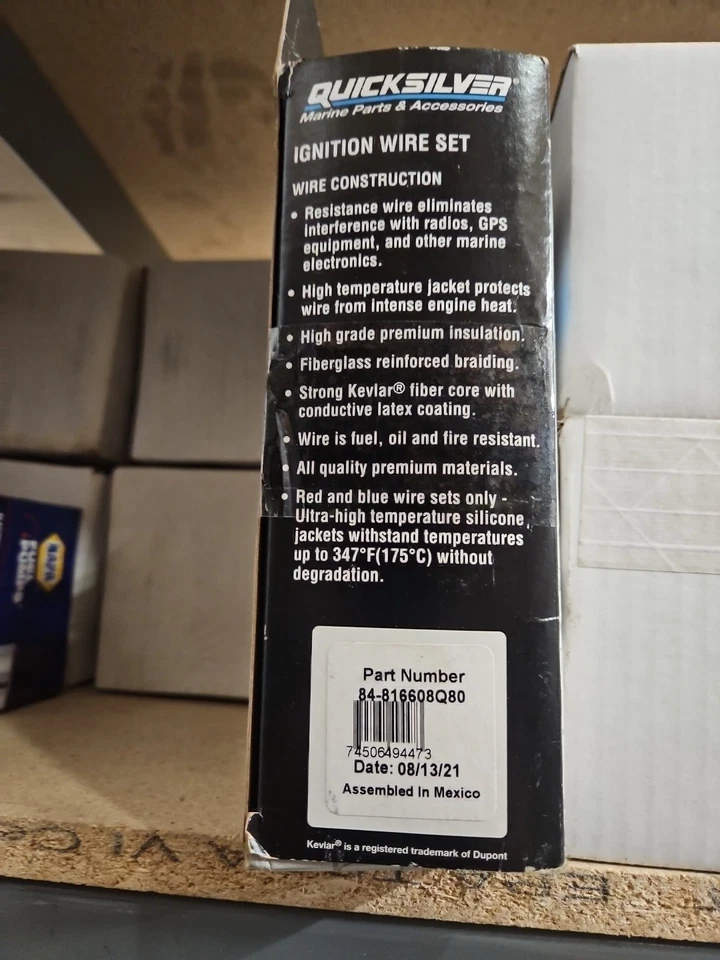 QUICKSILVER®
Marine Parts & Accessories
IGNITION WIRE SET
WIRE CONSTRUCTION
• Resistance wire eliminates
interference with radios, GPS
equipment, and other marine
electronics.
• High temperature jacket protects
wire from intense engine heat.
• High grade premium insulation.
• Fiberglass reinforced braiding.
• Strong Kevlar® fiber core with
conductive latex coating.
• Wire is fuel, oil and fire resistant.
• All quality premium materials.
• Red and blue wire sets only -
Ultra-high temperature silicone
jackets withstand temperatures
up to 347°F(175°C) without
degradation.
Part Number
84-816608Q80
74506494473
Date: 08/13/21
Assembled In Mexico
Kevlar® is a registered trademark of Dupont
NAPA